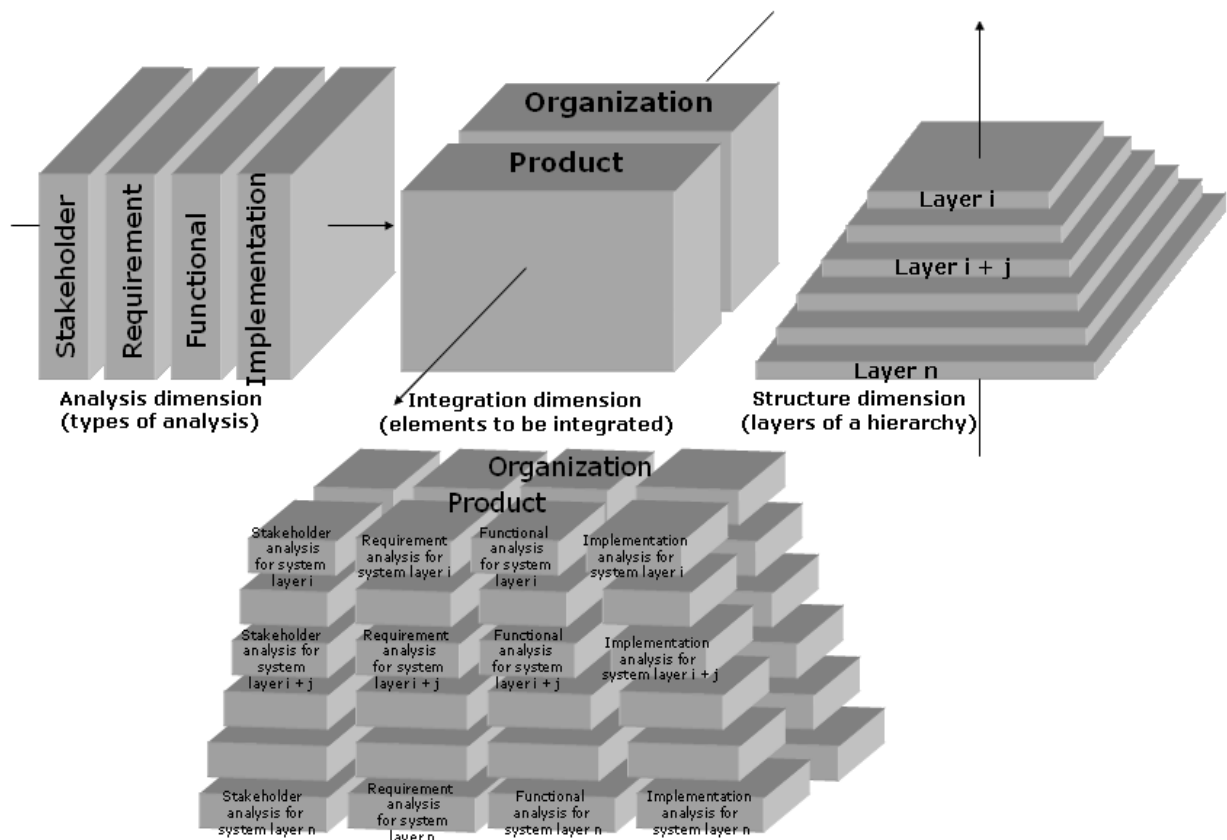 Stakeholder
Requirement
Functional
Implementation
Analysis dimension
(types of analysis)
Organization
Product
Integration dimension
(elements to be integrated)
Layer i
Layer i + j
Layer n
Structure dimension
(layers of a hierarchy)
Organization
Product
Stakeholder
analysis
for system
layer i
Requirement
analysis for
system layer i
Functional
analysis
for system
layer i
Implementation
analysis for
system layer i
Stakeholder
analysis for
system
layer i + j
Requirement
analysis
for system
layer i + j
Functional
analysis
for system
layer i + j
Implementation
analysis for
system layer i + j
Stakeholder
analysis for
system layer n
Requirement
analysis
for system
layer n
Functional
analysis for
system layer n
Implementation
analysis for
system layer n